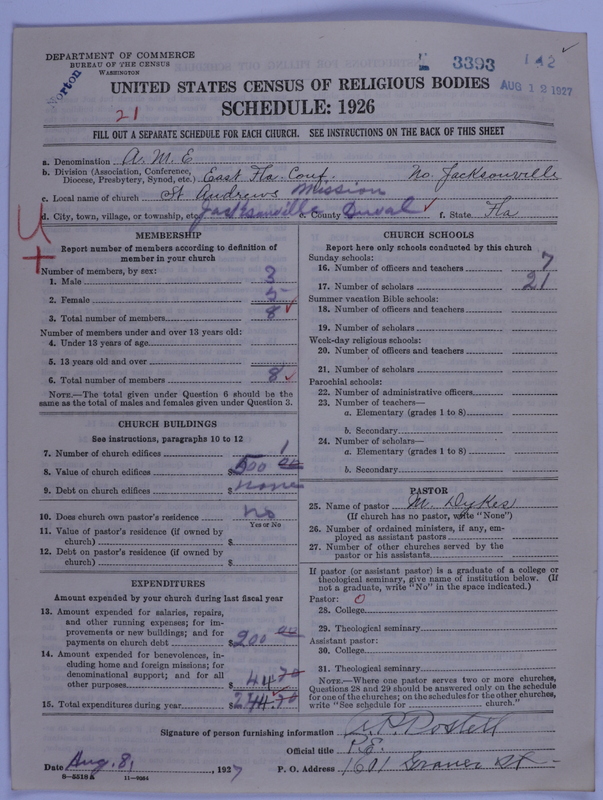 DEPARTMENT OF COMMERCE
BUREAU OF THE CENSUS
WASHINGTON
Norton
3393
142
AUG 12 1927
UNITED STATES CENSUS OF RELIGIOUS BODIES
SCHEDULE: 1926
21
FILL OUT A SEPARATE SCHEDULE FOR EACH CHURCH. SEE INSTRUCTIONS ON THE BACK OF THIS SHEET
a. Denomination A.M.E
b. Division (Association, Conference, Diocese, Presbytery, Synod, etc.) East Fla. Conf. No. Jacksonville
c. Local name of church St Andrews Mission
d. City, town, village, or township, etc. Jacksonville e. County Duval f. State Fla
MEMBERSHIP
Report number of members according to definition of
member in your church
Number of members, by sex:
1. Male 3
2. Female 5
3. Total number of members 8
Number of members under and over 13 years old:
4. Under 13 years of age
5. 13 years old and over
6. Total number of members 8
NOTE.—The total given under Question 6 should be
same as the total of males and females given under Question 3.
CHURCH BUILDINGS
See instructions, paragraphs 10 to 12
7. Number of church edifices 1
8. Value of church edifices $500 00
9. Debt on church edifices $ none
10. Does church own pastor's residence no
Yes or No
11. Value of pastor's residence (if owned by
church) $
12. Debt on pastor's residence (if owned by
church) $
EXPENDITURES
Amount expended by your church during last fiscal year
13. Amount expended for salaries, repairs,
and other running expenses; for im-
provements or new buildings; and for
payments on church debt $200 00
14. Amount expended for benevolences, in-
cluding home and foreign missions; for
denominational support; and for all
other purposes $44.70
15. Total expenditures during year $244.70
CHURCH SCHOOLS
Report here only schools conducted by this church
Sunday schools:
16. Number of officers and teachers 7
17. Number of scholars 21
Summer vacation Bible schools:
18. Number of officers and teachers
19. Number of scholars
Week-day religious schools:
20. Number of officers and teachers
21. Number of scholars
Parochial schools:
22. Number of administrative officers
23. Number of teachers—
a. Elementary (grades 1 to 8)
b. Secondary
24. Number of scholars—
a. Elementary (grades 1 to 8)
b. Secondary
PASTOR
25. Name of pastor M. Dykes
(If church has no pastor, write "None")
26. Number of ordained ministers, if any, em-
ployed as assistant pastors
27. Number of other churches served by the
pastor or his assistants
If pastor (or assistant pastor) is a graduate of a college or
theological seminary, give name of institution below. (If
not a graduate, write "No" in the space indicated.)
Pastor: 0
28. College
29. Theological seminary
Assistant pastor:
30. College
31. Theological seminary
NOTE.—Where one pastor serves two or more churches,
Questions 28 and 29 should be answered only on the schedule
for one of the churches; on the schedules for the other churches,
write "See schedule for church."
Signature of person furnishing information A. P. Postell
Official title P.E.
Date Aug. 8, 1927 P. O. Address 1601 St
8—5518A 11—9984